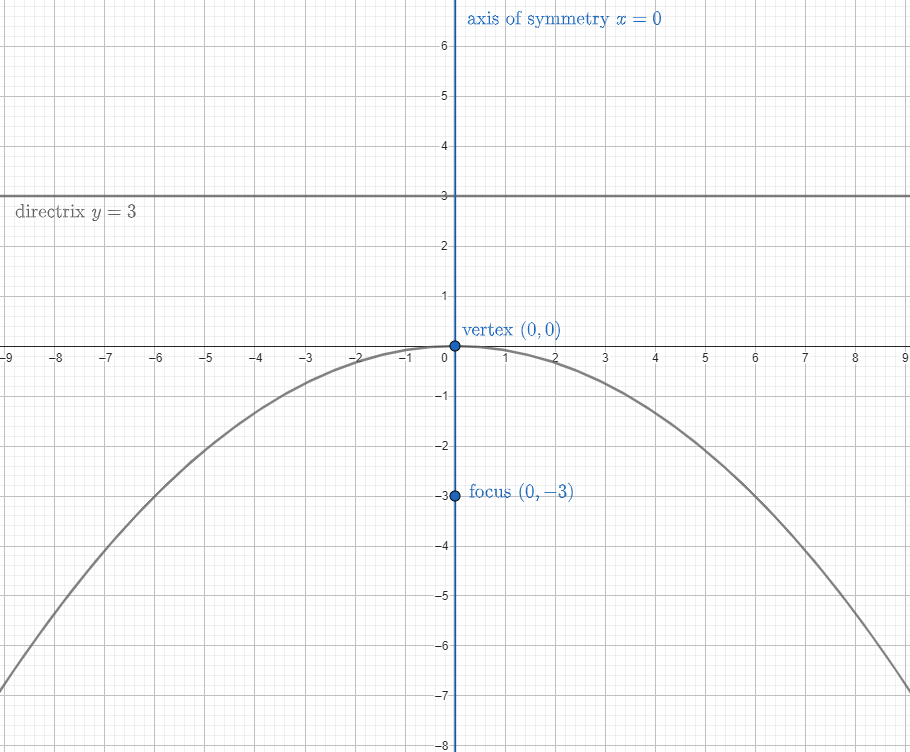 axis of symmetry x = 0
6
5
4
3
directrix y = 3
2
1
vertex (0, 0)
−9 −8 −7 −6 −5 −4 −3 −2 −1 0 1 2 3 4 5 6 7 8 9
−1
−2
−3 focus (0, −3)
−4
−5
−6
−7
−8